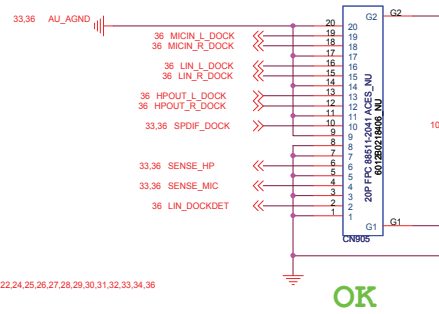 33,36 AU_AGND
36 MICIN_L_DOCK
36 MICIN_R_DOCK
36 LIN_L_DOCK
36 LIN_R_DOCK
36 HPOUT_L_DOCK
36 HPOUT_R_DOCK
33,36 SPDIF_DOCK
33,36 SENSE_HP
33,36 SENSE_MIC
36 LIN_DOCKDET
20
19
18
17
16
15
14
13
12
11
10
9
8
7
6
5
4
3
2
1
20
19
18
17
16
15
14
13
12
11
10
9
8
7
6
5
4
3
2
1
G2
G2
20P FPC 88511-2041 ACES_NU
6012B0218406_NU
G1
G1
CN905
10
22,24,25,26,27,28,29,30,31,32,33,34,36
OK